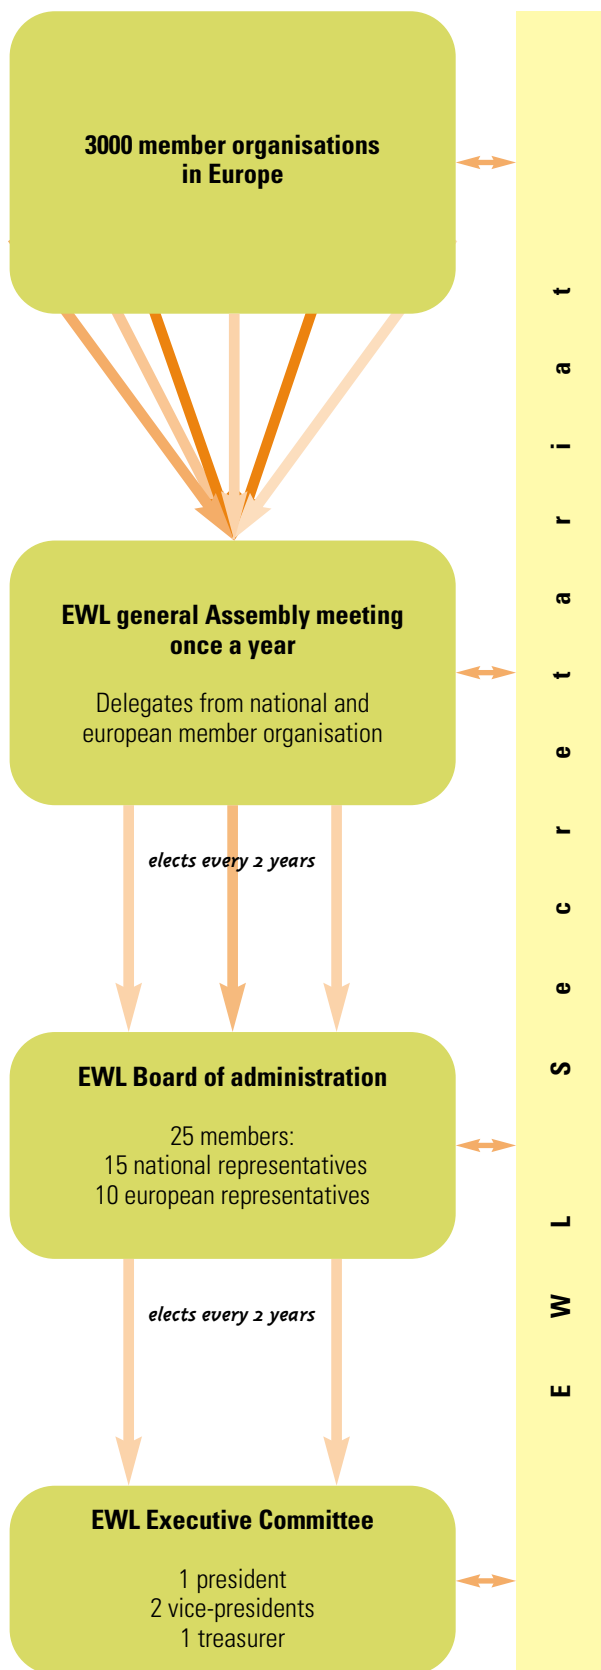 3000 member organisations
in Europe
EWL general Assembly meeting
once a year
Delegates from national and
european member organisation
elects every 2 years
EWL Board of administration
25 members:
15 national representatives
10 european representatives
elects every 2 years
EWL Executive Committee
1 president
2 vice-presidents
1 treasurer
EWL Secretariat